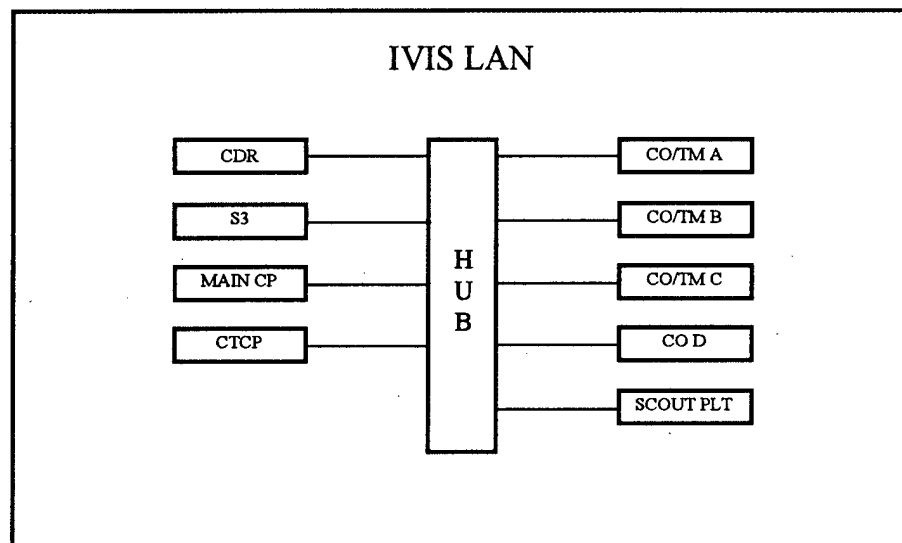 IVIS LAN
CDR
S3
MAIN CP
CTCP
H
U
B
CO/TM A
CO/TM B
CO/TM C
CO D
SCOUT PLT